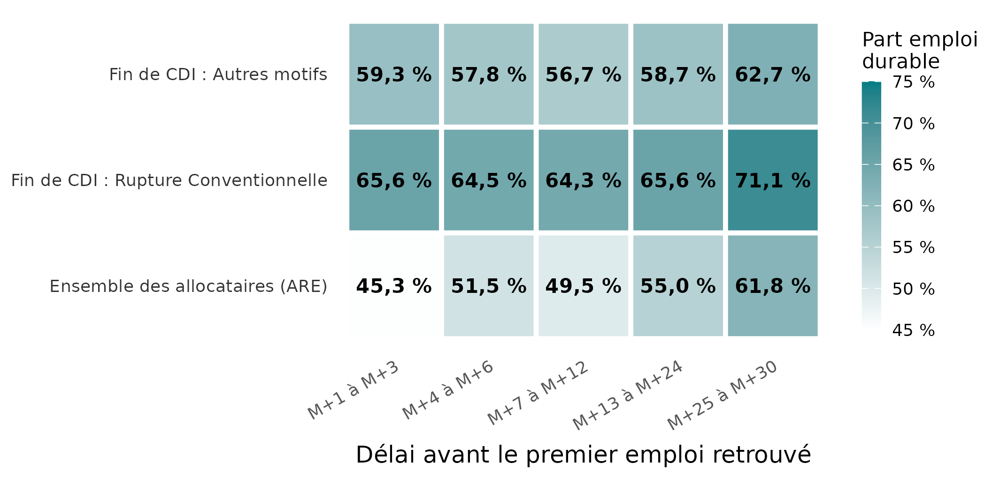 Part emploi
durable
75 %
70 %
65 %
60 %
55 %
50 %
45 %
Fin de CDI : Autres motifs
59,3 %
57,8 %
56,7 %
58,7 %
62,7 %
Fin de CDI : Rupture Conventionnelle
65,6 %
64,5 %
64,3 %
65,6 %
71,1 %
Ensemble des allocataires (ARE)
45,3 %
51,5 %
49,5 %
55,0 %
61,8 %
M+1 à M+3
M+4 à M+6
M+7 à M+12
M+13 à M+24
M+25 à M+30
Délai avant le premier emploi retrouvé